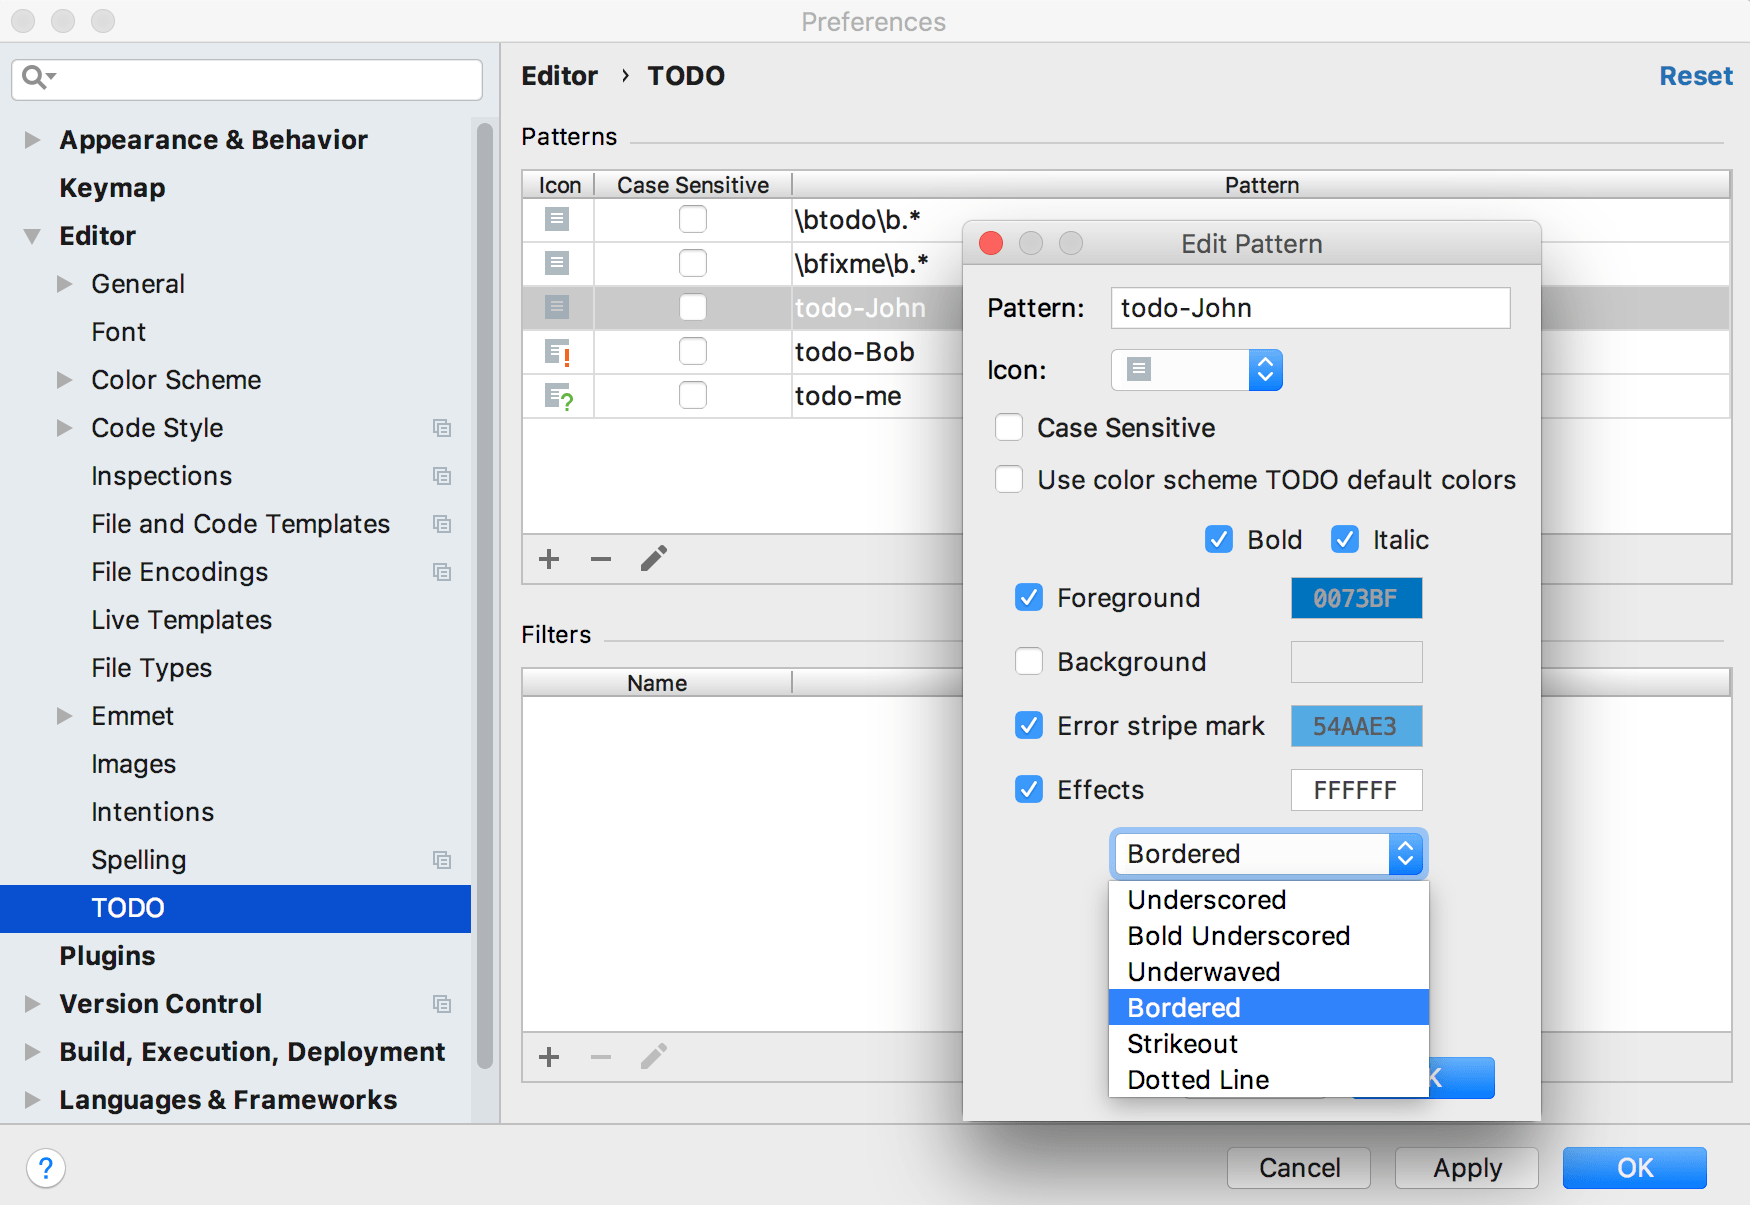 Preferences
Appearance & Behavior
Keymap
Editor
General
Font
Color Scheme
Code Style
Inspections
File and Code Templates
File Encodings
Live Templates
File Types
Emmet
Images
Intentions
Spelling
TODO
Plugins
Version Control
Build, Execution, Deployment
Languages & Frameworks
?
Editor › TODO
Reset
Patterns
Icon Case Sensitive Pattern
\btodo\b.*
\bfixme\b.*
todo-John
todo-Bob
todo-me
Filters
Name
Edit Pattern
Pattern: todo-John
Icon:
Case Sensitive
Use color scheme TODO default colors
Bold Italic
Foreground 0073BF
Background
Error stripe mark 54AAE3
Effects FFFFFF
Bordered
Underscored
Bold Underscored
Underwaved
Bordered
Strikeout
Dotted Line
Cancel Apply OK